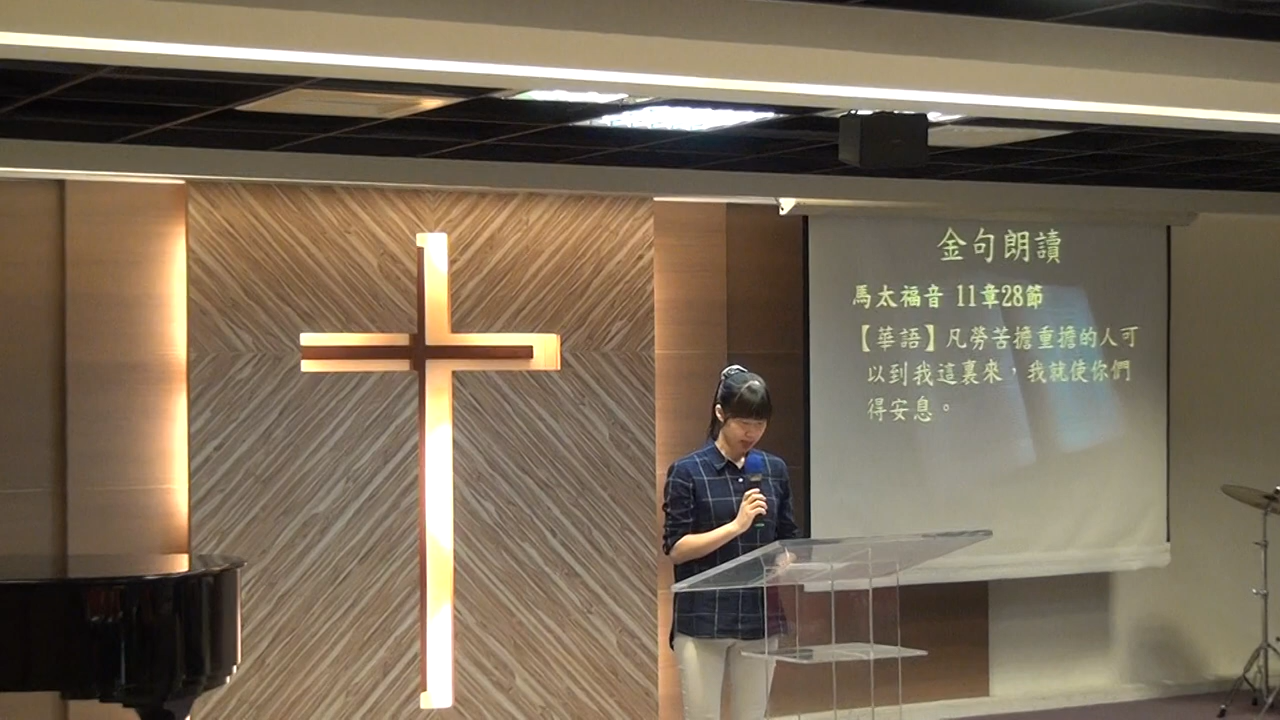 金句朗讀
馬太福音 11章28節
【華語】凡勞苦擔重擔的人可
以到我這裏來，我就使你們
得安息。